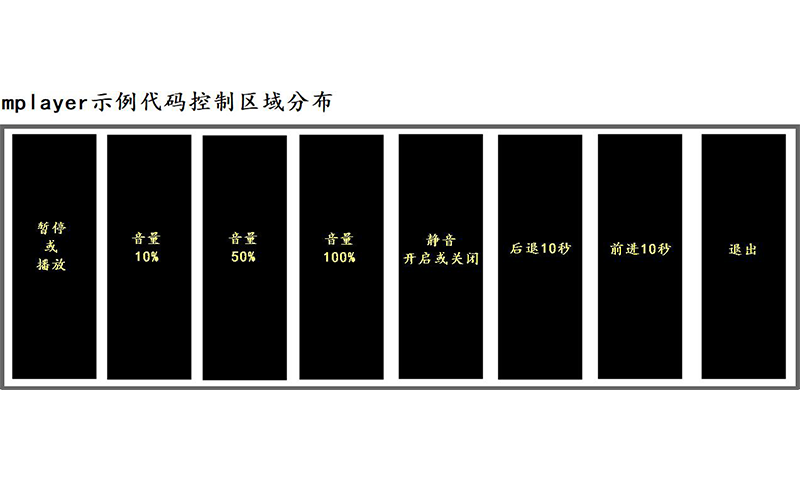 mplayer示例代码控制区域分布
暂停
或
播放
音量
10%
音量
50%
音量
100%
静音
开启或关闭
后退10秒
前进10秒
退出